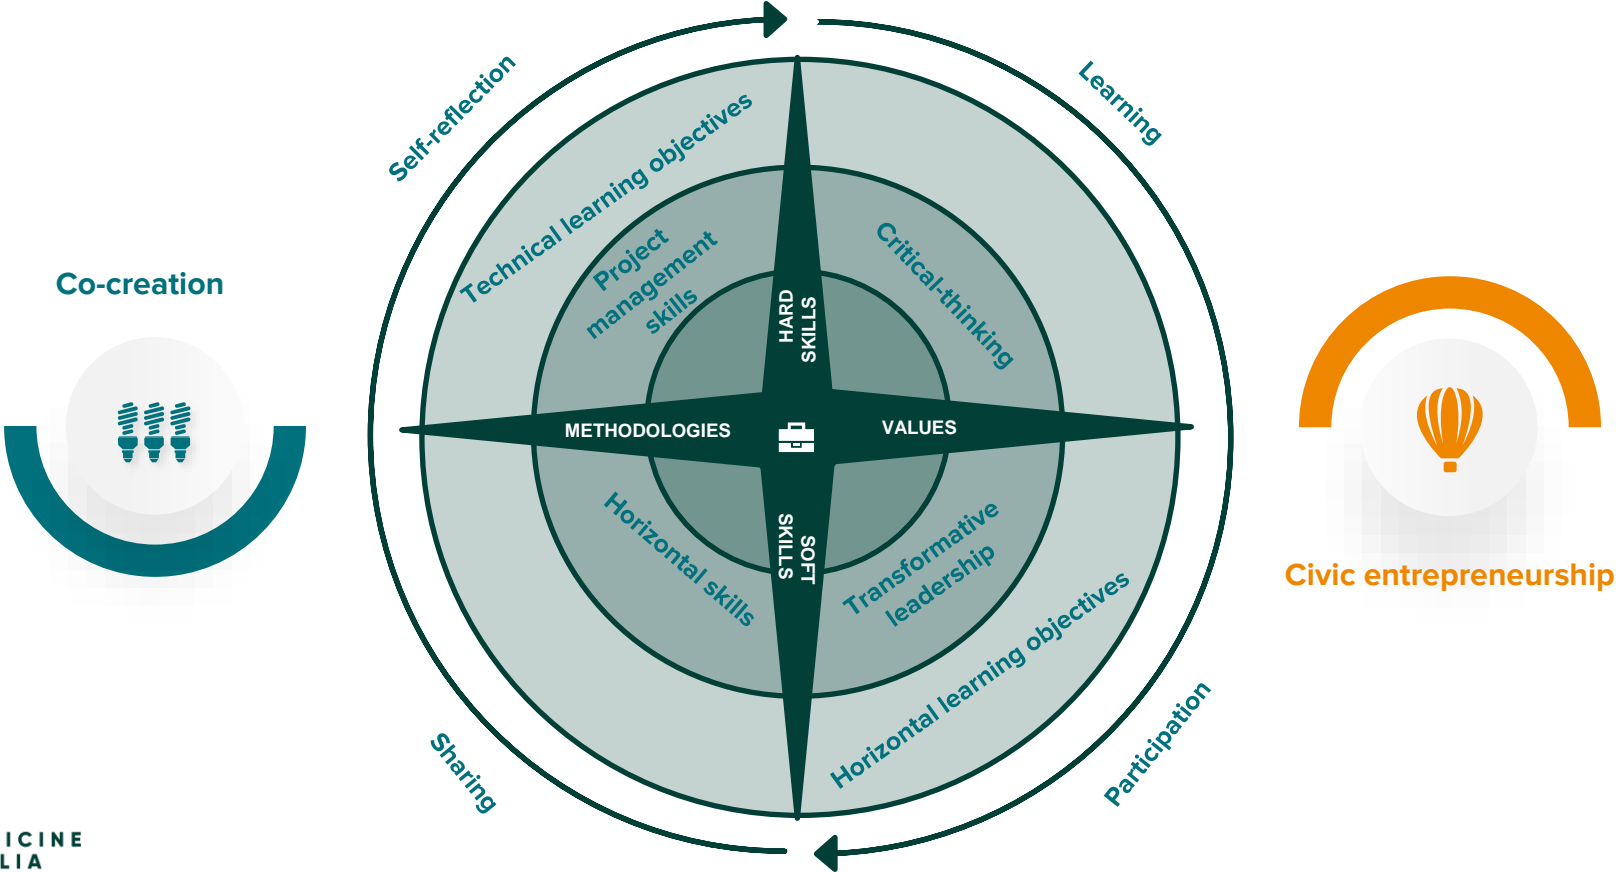 Self-reflection
Learning
Technical learning objectives
Project
management
skills
Critical-thinking
Co-creation
HARD
SKILLS
METHODOLOGIES
VALUES
SOFT
SKILLS
Horizontal skills
Transformative
leadership
Horizontal learning objectives
Civic entrepreneurship
Sharing
Participation
ICINE
LIA